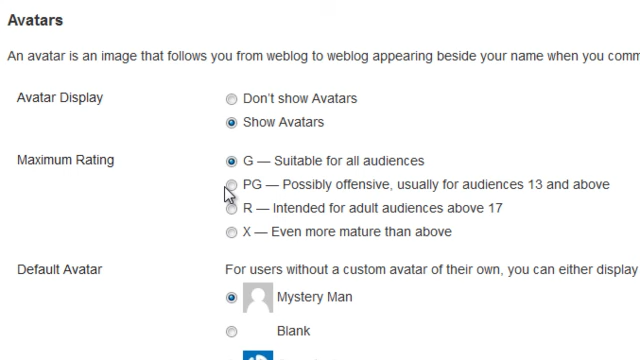 Avatars
An avatar is an image that follows you from weblog to weblog appearing beside your name when you comm
Avatar Display
Don't show Avatars
Show Avatars
Maximum Rating
G — Suitable for all audiences
PG — Possibly offensive, usually for audiences 13 and above
R — Intended for adult audiences above 17
X — Even more mature than above
Default Avatar
For users without a custom avatar of their own, you can either display
Mystery Man
Blank